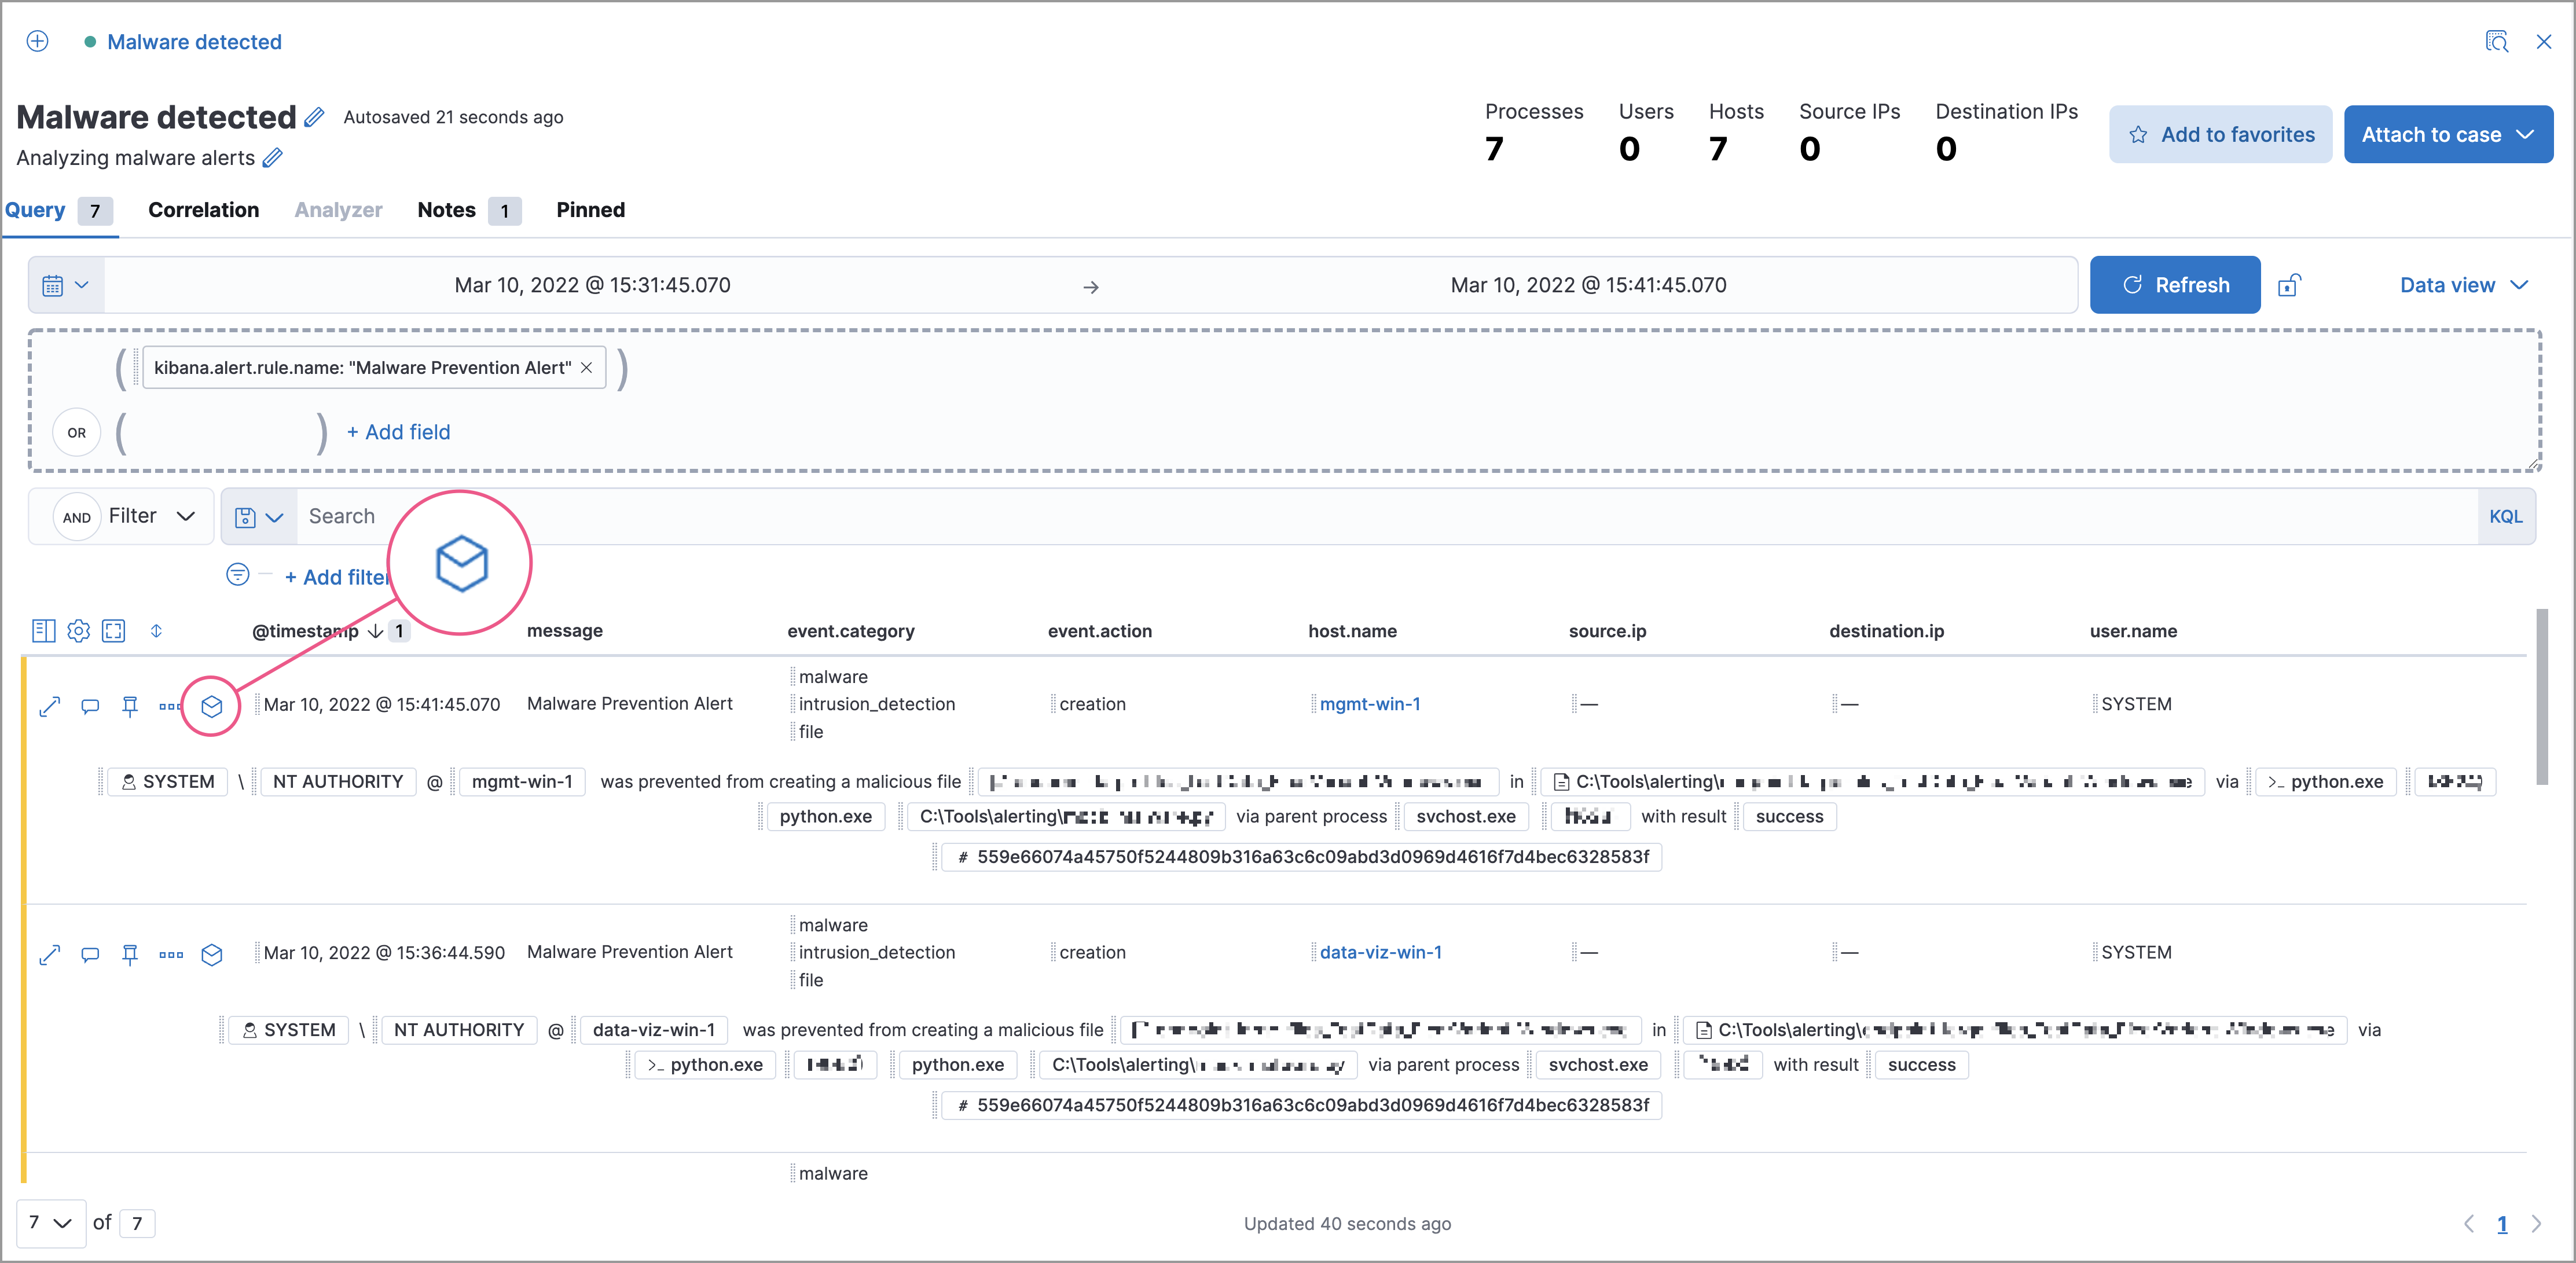 Malware detected
Malware detected Autosaved 21 seconds ago
Analyzing malware alerts
Processes Users Hosts Source IPs Destination IPs
7 0 7 0 0
Add to favorites
Attach to case
Query 7 Correlation Analyzer Notes 1 Pinned
Mar 10, 2022 @ 15:31:45.070 → Mar 10, 2022 @ 15:41:45.070 Refresh Data view
( kibana.alert.rule.name: "Malware Prevention Alert" × )
OR ( ) + Add field
AND Filter Search KQL
+ Add filter
@timestamp ↓ 1 message event.category event.action host.name source.ip destination.ip user.name
malware
Mar 10, 2022 @ 15:41:45.070 Malware Prevention Alert intrusion_detection creation mgmt-win-1 — — SYSTEM
file
SYSTEM \ NT AUTHORITY @ mgmt-win-1 was prevented from creating a malicious file in C:\Tools\alerting\ via >_ python.exe
python.exe C:\Tools\alerting\ via parent process svchost.exe with result success
# 559e66074a45750f5244809b316a63c6c09abd3d0969d4616f7d4bec6328583f
malware
Mar 10, 2022 @ 15:36:44.590 Malware Prevention Alert intrusion_detection creation data-viz-win-1 — — SYSTEM
file
SYSTEM \ NT AUTHORITY @ data-viz-win-1 was prevented from creating a malicious file in C:\Tools\alerting\ via
>_ python.exe python.exe C:\Tools\alerting\ via parent process svchost.exe with result success
# 559e66074a45750f5244809b316a63c6c09abd3d0969d4616f7d4bec6328583f
malware
7 of 7 Updated 40 seconds ago 1